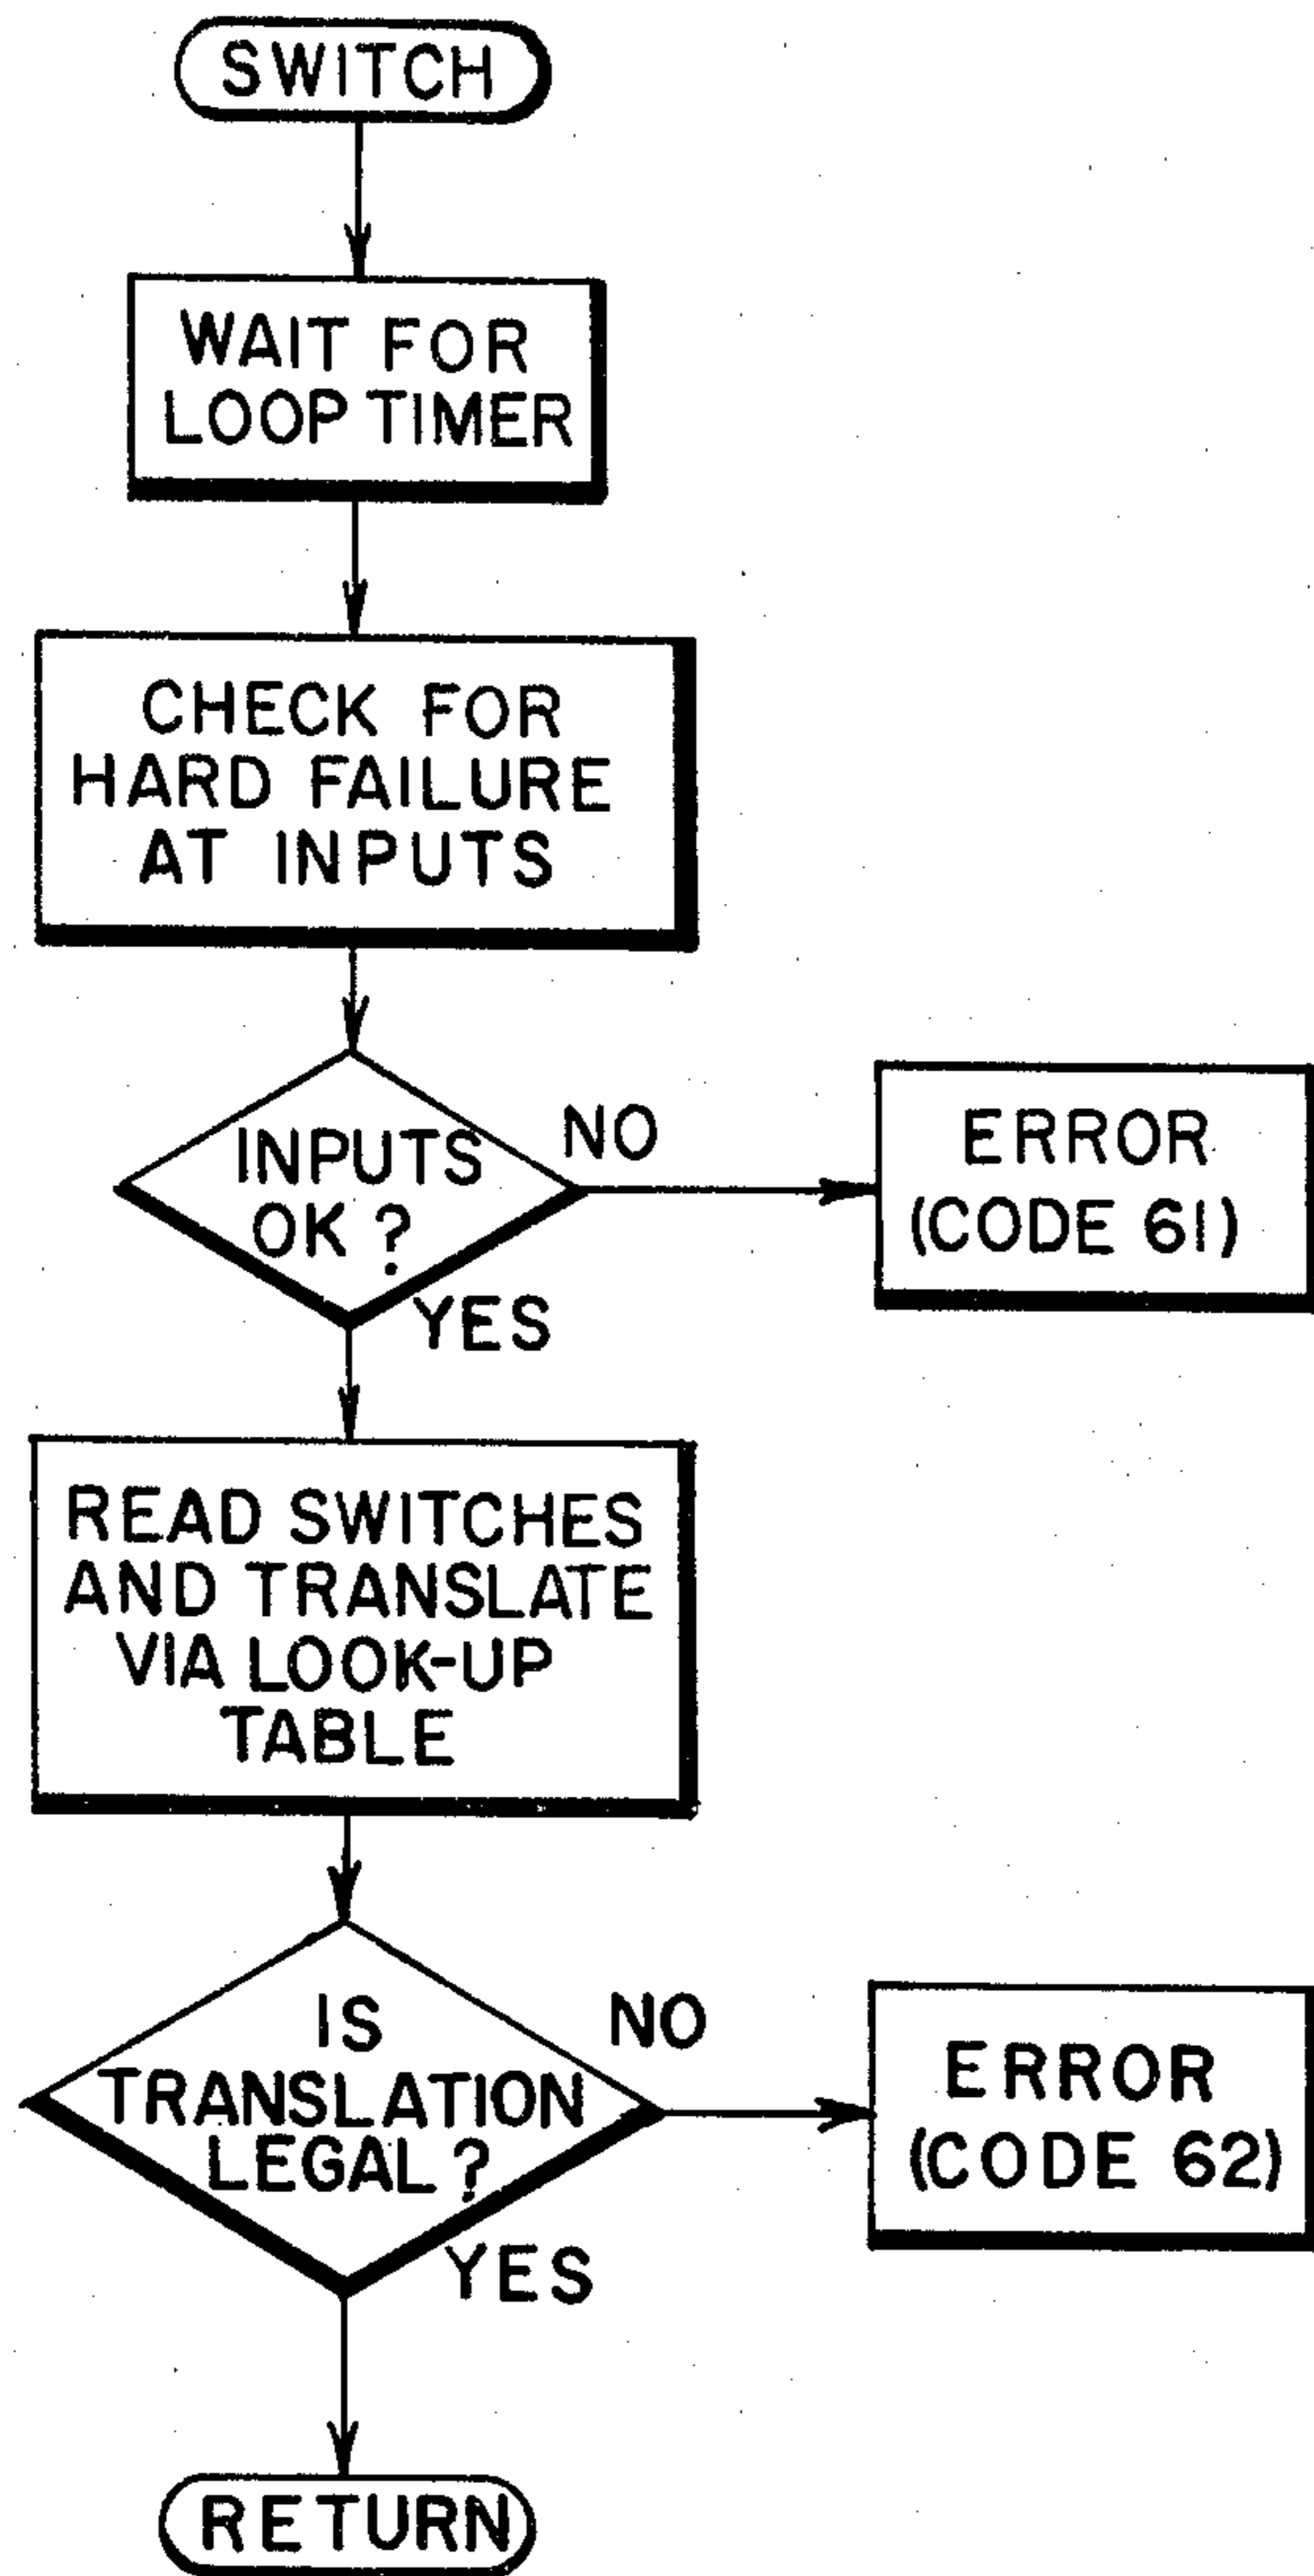 SWITCH
WAIT FOR
LOOP TIMER
CHECK FOR
HARD FAILURE
AT INPUTS
INPUTS
OK ?
NO
ERROR
(CODE 61)
YES
READ SWITCHES
AND TRANSLATE
VIA LOOK-UP
TABLE
IS
TRANSLATION
LEGAL ?
NO
ERROR
(CODE 62)
YES
RETURN